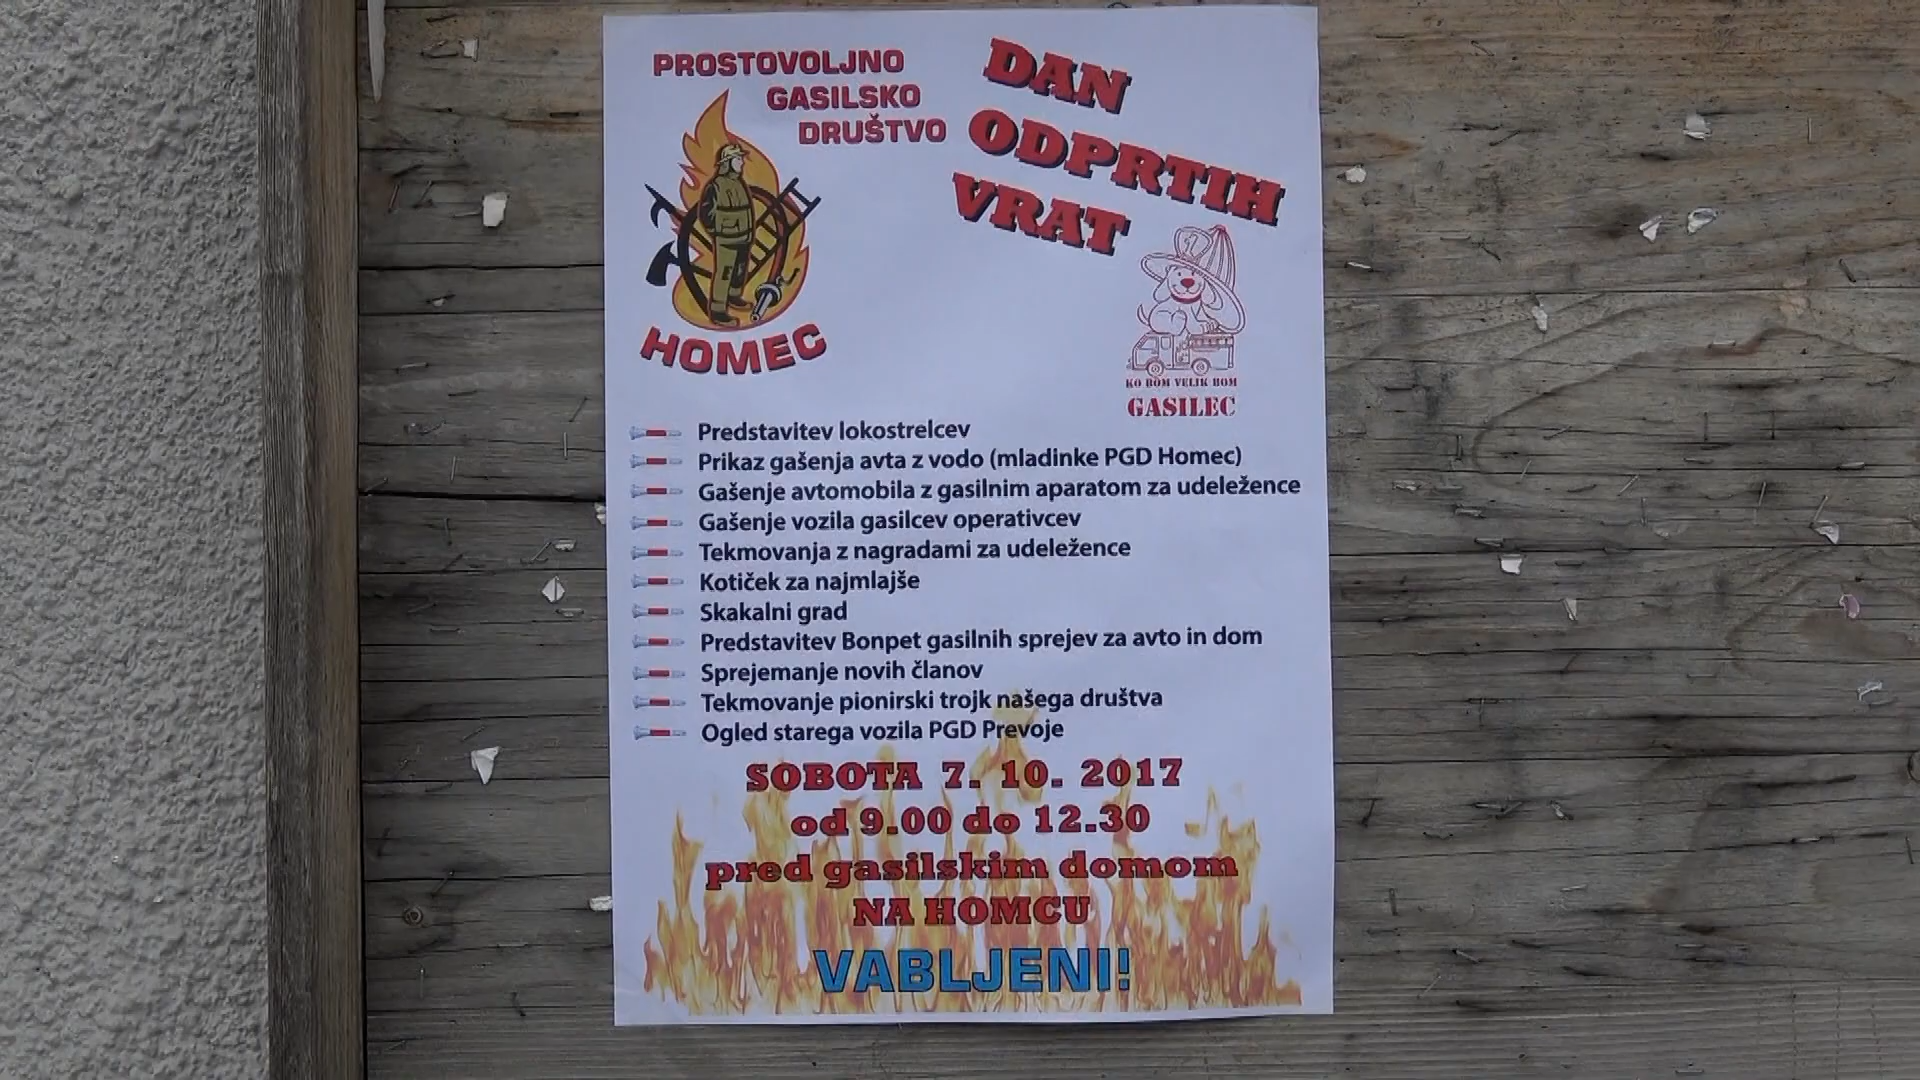 PROSTOVOLJNO
GASILSKO
DRUŠTVO
HOMEC
DAN
ODPRTIH
VRAT
KO BOM VELIK BOM
GASILEC
Predstavitev lokostrelcev
Prikaz gašenja avta z vodo (mladinke PGD Homec)
Gašenje avtomobila z gasilnim aparatom za udeležence
Gašenje vozila gasilcev operativcev
Tekmovanja z nagradami za udeležence
Kotiček za najmlajše
Skakalni grad
Predstavitev Bonpet gasilnih sprejev za avto in dom
Sprejemanje novih članov
Tekmovanje pionirski trojk našega društva
Ogled starega vozila PGD Prevoje
SOBOTA 7. 10. 2017
od 9.00 do 12.30
pred gasilskim domom
NA HOMCU
VABLJENI!